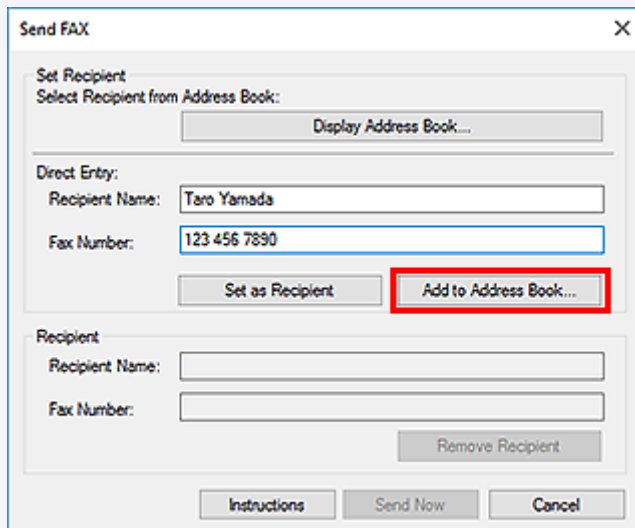 Send FAX
Set Recipient
Select Recipient from Address Book:
Display Address Book...
Direct Entry:
Recipient Name: Taro Yamada
Fax Number: 123 456 7890
Set as Recipient Add to Address Book...
Recipient
Recipient Name:
Fax Number:
Remove Recipient
Instructions Send Now Cancel